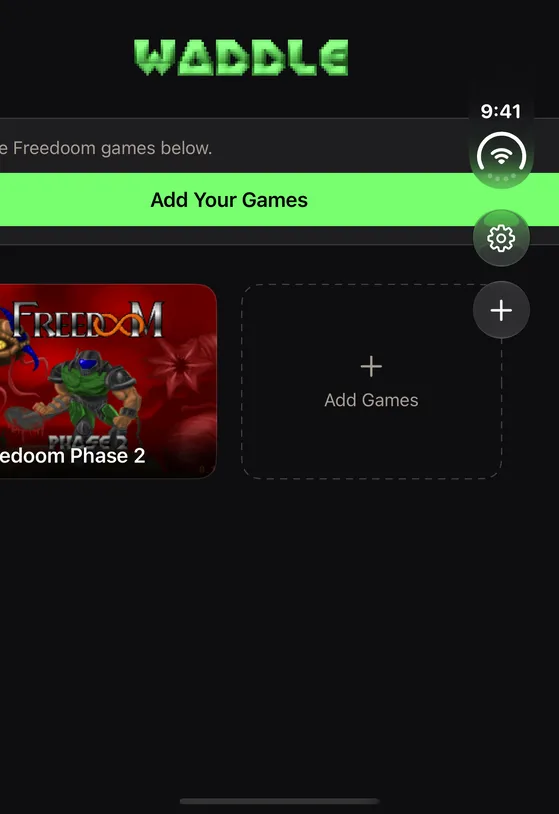 WADDLE
9:41
e Freedoom games below.
Add Your Games
FREEDOOM
PHASE 2
edoom Phase 2
Add Games